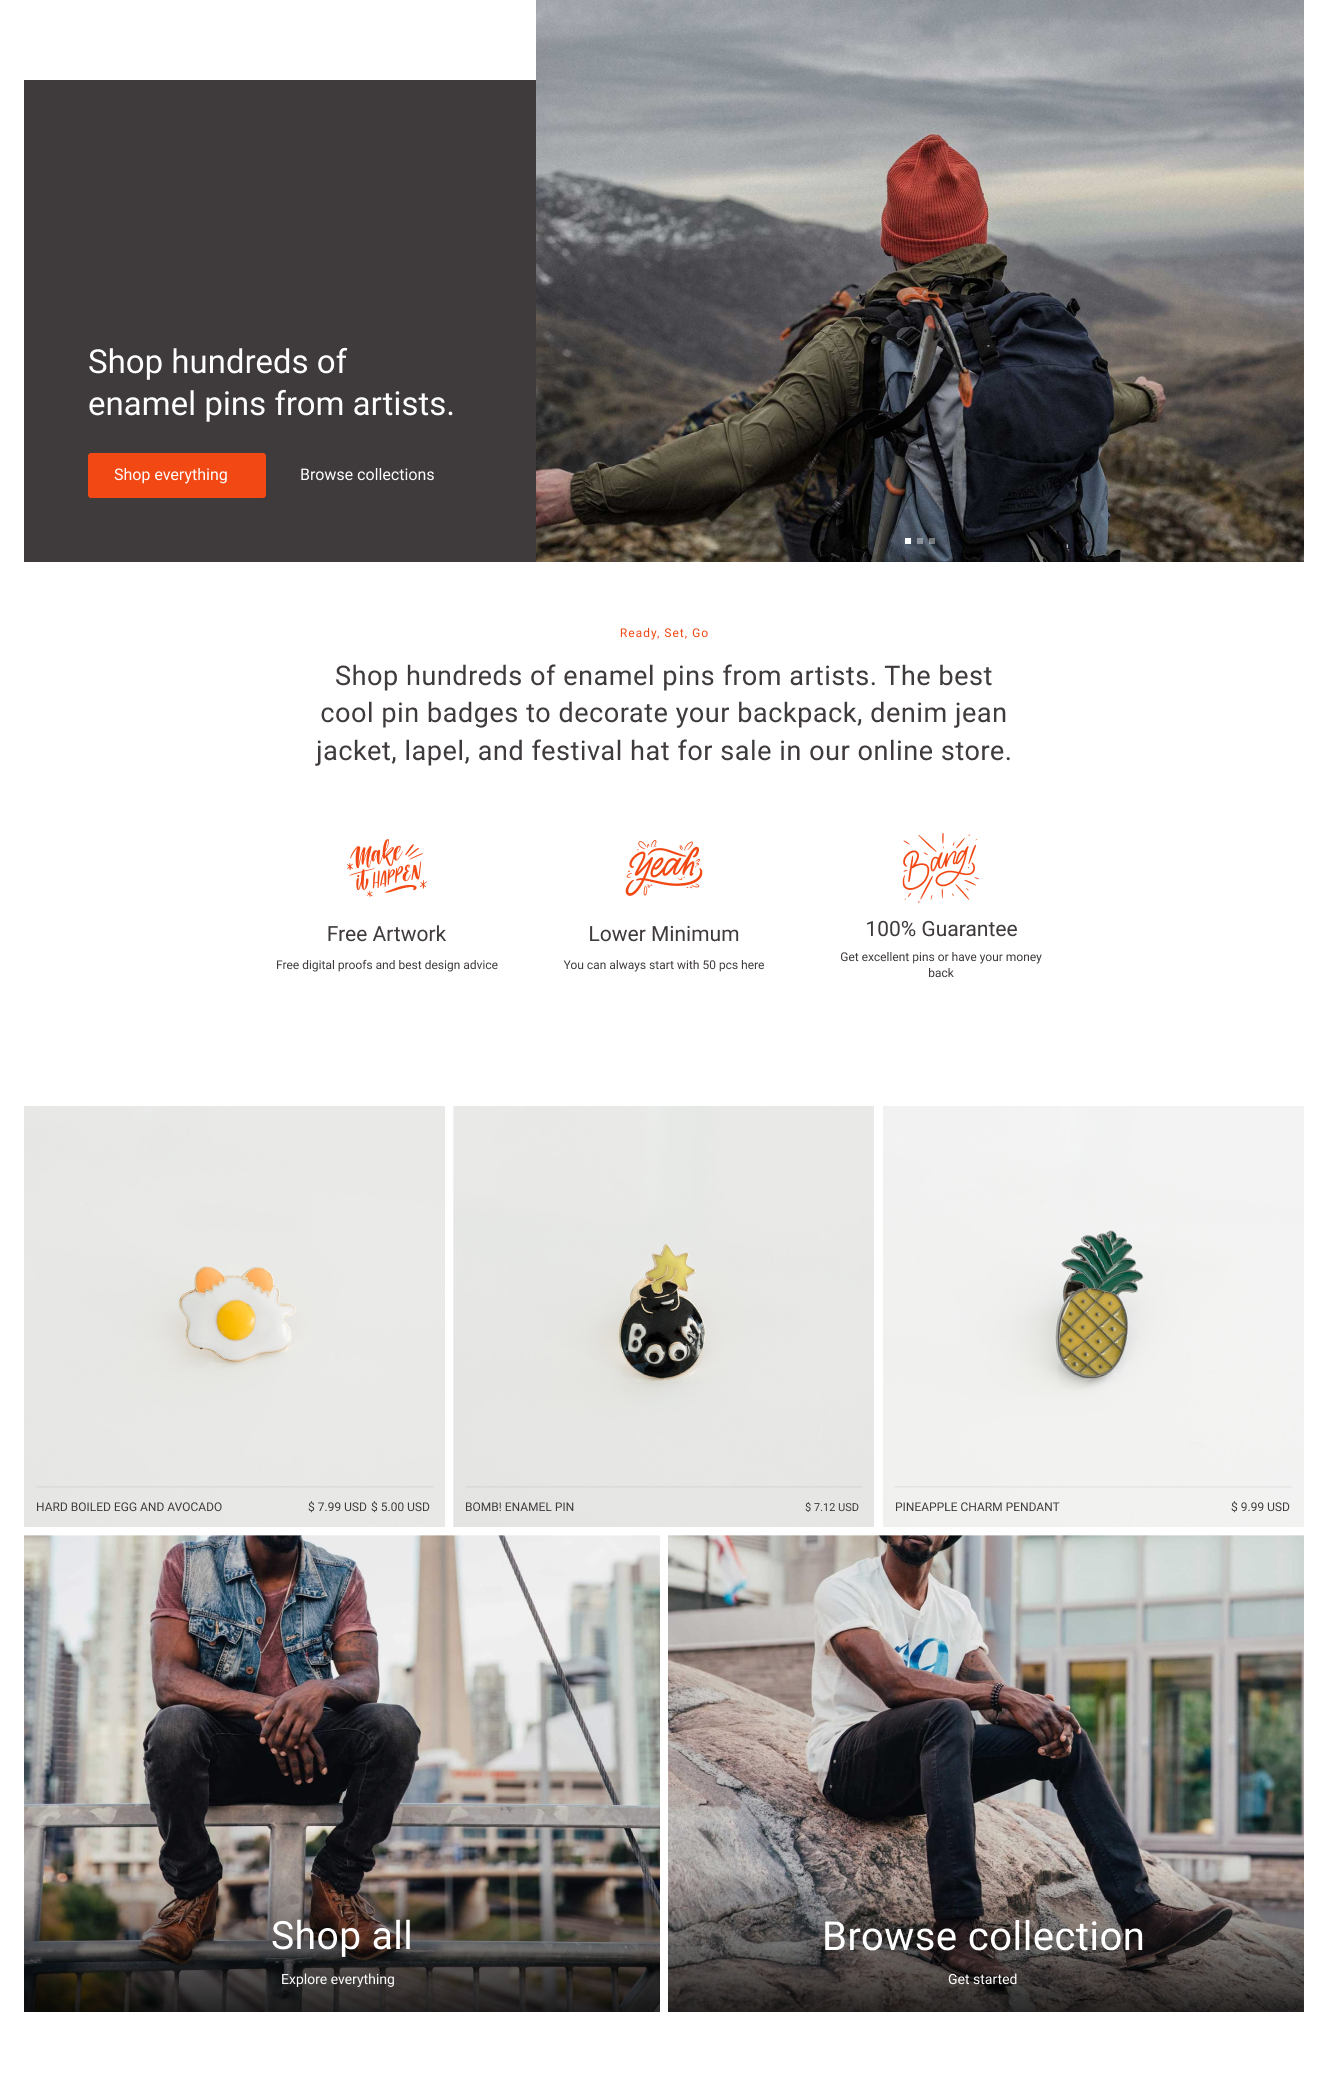 Shop hundreds of
enamel pins from artists.
Shop everything
Browse collections
Ready, Set, Go
Shop hundreds of enamel pins from artists. The best
cool pin badges to decorate your backpack, denim jean
jacket, lapel, and festival hat for sale in our online store.
Make
it HAPPEN
Yeah
Bang!
Free Artwork
Lower Minimum
100% Guarantee
Free digital proofs and best design advice
You can always start with 50 pcs here
Get excellent pins or have your money
back
BOOM
HARD BOILED EGG AND AVOCADO
$ 7.99 USD $ 5.00 USD
BOMB! ENAMEL PIN
$ 7.12 USD
PINEAPPLE CHARM PENDANT
$ 9.99 USD
Shop all
Explore everything
Browse collection
Get started